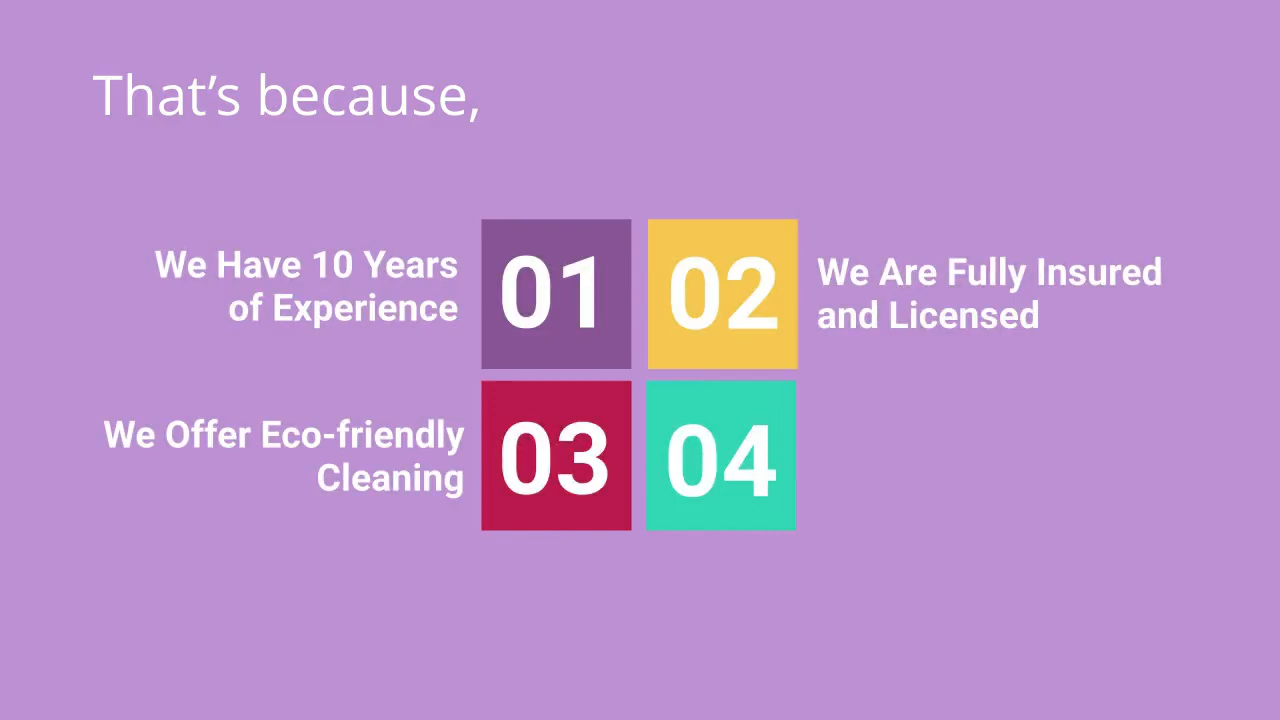 That’s because,
We Have 10 Years
of Experience
01
02
We Are Fully Insured
and Licensed
We Offer Eco-friendly
Cleaning
03
04